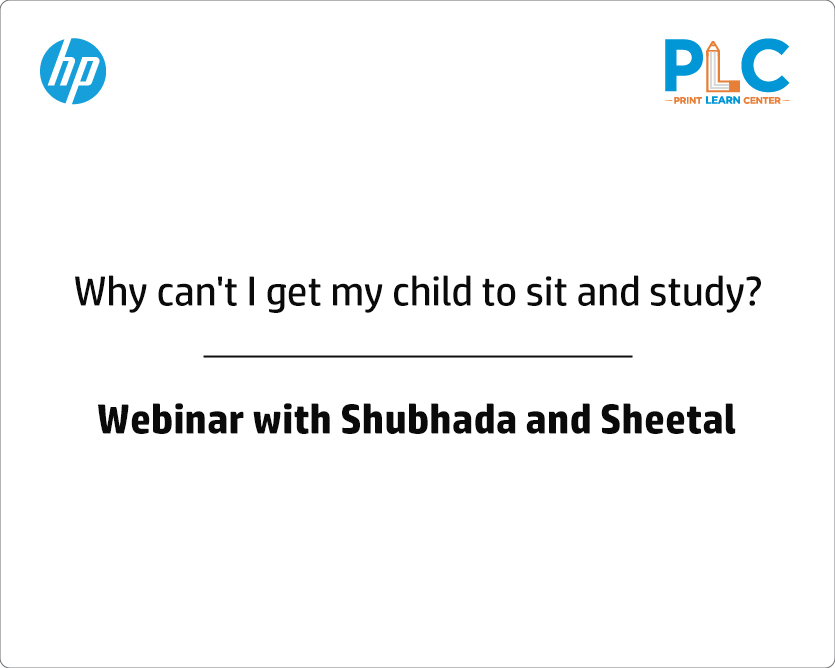 hp
PLC
PRINT LEARN CENTER
Why can't I get my child to sit and study?
Webinar with Shubhada and Sheetal